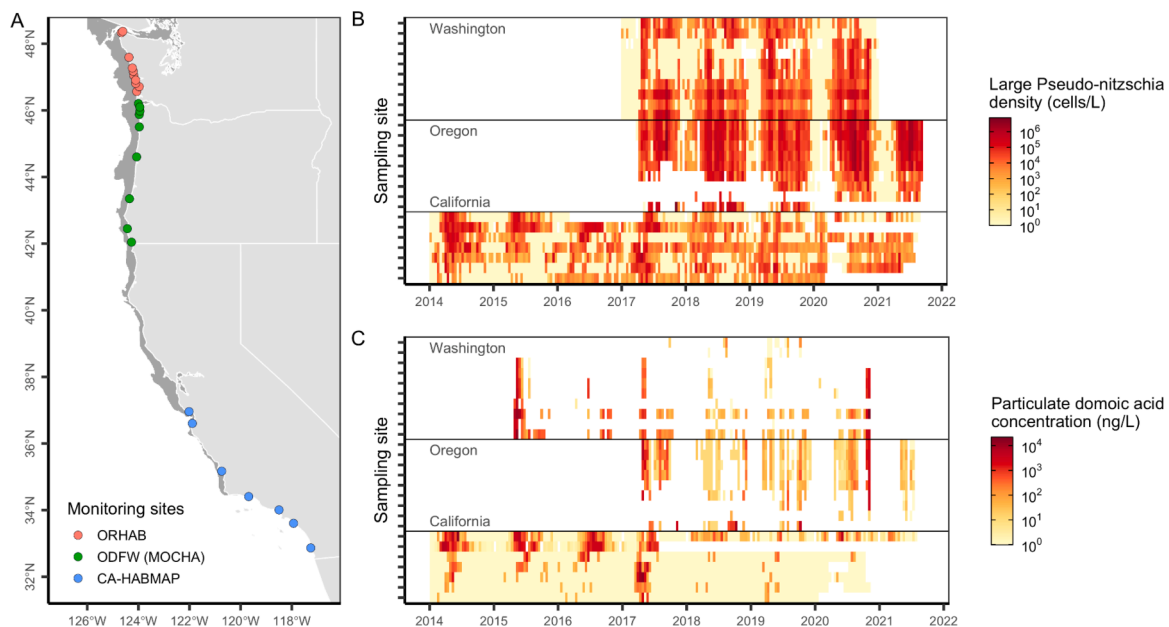 A
48°N
46°N
44°N
42°N
40°N
38°N
36°N
34°N
32°N
Monitoring sites
ORHAB
ODFW (MOCHA)
CA-HABMAP
126°W 124°W 122°W 120°W 118°W
B
Sampling site
Washington
Oregon
California
2014 2015 2016 2017 2018 2019 2020 2021 2022
Large Pseudo-nitzschia
density (cells/L)
10⁶
10⁵
10⁴
10³
10²
10¹
10⁰
C
Sampling site
Washington
Oregon
California
2014 2015 2016 2017 2018 2019 2020 2021 2022
Particulate domoic acid
concentration (ng/L)
10⁴
10³
10²
10¹
10⁰